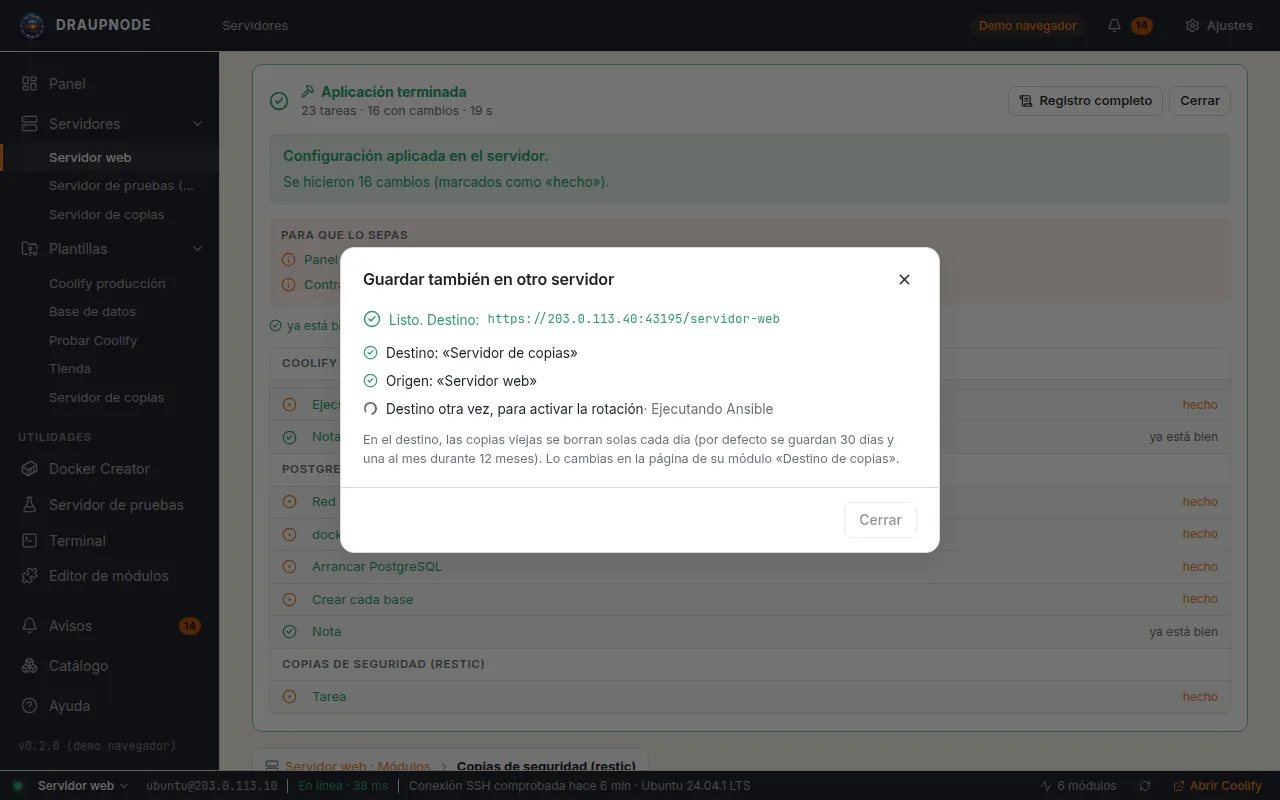 DRAUPNODE
Servidores
Demo navegador
14
Ajustes
Panel
Servidores
Servidor web
Servidor de pruebas (...
Servidor de copias
Plantillas
Coolify producción
Base de datos
Probar Coolify
Tienda
Servidor de copias
UTILIDADES
Docker Creator
Servidor de pruebas
Terminal
Editor de módulos
Avisos
14
Catálogo
Ayuda
v0.2.0 (demo navegador)
Aplicación terminada
23 tareas · 16 con cambios · 19 s
Registro completo
Cerrar
Configuración aplicada en el servidor.
Se hicieron 16 cambios (marcados como «hecho»).
PARA QUE LO SEPAS
Panel
Guardar también en otro servidor
Listo. Destino: https://203.0.113.40:43195/servidor-web
Destino: «Servidor de copias»
Origen: «Servidor web»
Destino otra vez, para activar la rotación· Ejecutando Ansible
En el destino, las copias viejas se borran solas cada día (por defecto se guardan 30 días y
una al mes durante 12 meses). Lo cambias en la página de su módulo «Destino de copias».
Cerrar
ya está
COOLIFY
hecho
Nota
ya está bien
Red
hecho
hecho
Arrancar PostgreSQL
hecho
Crear cada base
hecho
Nota
ya está bien
COPIAS DE SEGURIDAD (RESTIC)
Tarea
hecho
Servidor web · Módulos > Copias de seguridad (restic)
Servidor web
ubuntu@203.0.113.10
En línea · 38 ms
Conexión SSH comprobada hace 6 min · Ubuntu 24.04.1 LTS
6 módulos
Abrir Coolify